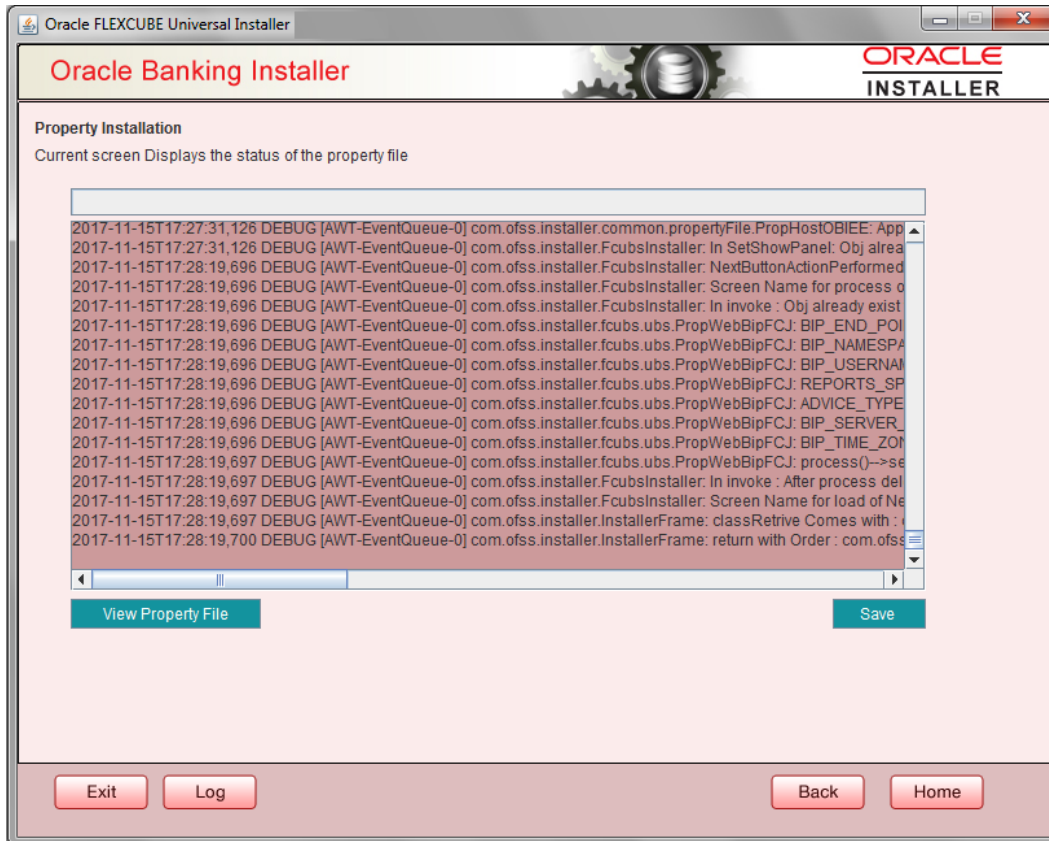 Oracle FLEXCUBE Universal Installer
Oracle Banking Installer
ORACLE
INSTALLER
Property Installation
Current screen Displays the status of the property file
2017-11-15T17:27:31,126 DEBUG [AWT-EventQueue-0] com.ofss.installer.common.propertyFile.PropHostOBIEE: App
2017-11-15T17:27:31,126 DEBUG [AWT-EventQueue-0] com.ofss.installer.FcubsInstaller: In SetShowPanel: Obj alrea
2017-11-15T17:28:19,696 DEBUG [AWT-EventQueue-0] com.ofss.installer.FcubsInstaller: NextButtonActionPerformed
2017-11-15T17:28:19,696 DEBUG [AWT-EventQueue-0] com.ofss.installer.FcubsInstaller: Screen Name for process o
2017-11-15T17:28:19,696 DEBUG [AWT-EventQueue-0] com.ofss.installer.FcubsInstaller: In invoke : Obj already exist
2017-11-15T17:28:19,696 DEBUG [AWT-EventQueue-0] com.ofss.installer.fcubs.ubs.PropWebBipFCJ: BIP_END_POI
2017-11-15T17:28:19,696 DEBUG [AWT-EventQueue-0] com.ofss.installer.fcubs.ubs.PropWebBipFCJ: BIP_NAMESPA
2017-11-15T17:28:19,696 DEBUG [AWT-EventQueue-0] com.ofss.installer.fcubs.ubs.PropWebBipFCJ: BIP_USERNAM
2017-11-15T17:28:19,696 DEBUG [AWT-EventQueue-0] com.ofss.installer.fcubs.ubs.PropWebBipFCJ: REPORTS_SP
2017-11-15T17:28:19,696 DEBUG [AWT-EventQueue-0] com.ofss.installer.fcubs.ubs.PropWebBipFCJ: ADVICE_TYPE
2017-11-15T17:28:19,696 DEBUG [AWT-EventQueue-0] com.ofss.installer.fcubs.ubs.PropWebBipFCJ: BIP_SERVER_
2017-11-15T17:28:19,696 DEBUG [AWT-EventQueue-0] com.ofss.installer.fcubs.ubs.PropWebBipFCJ: BIP_TIME_ZON
2017-11-15T17:28:19,697 DEBUG [AWT-EventQueue-0] com.ofss.installer.fcubs.ubs.PropWebBipFCJ: process()-->se
2017-11-15T17:28:19,697 DEBUG [AWT-EventQueue-0] com.ofss.installer.FcubsInstaller: In invoke : After process del
2017-11-15T17:28:19,697 DEBUG [AWT-EventQueue-0] com.ofss.installer.FcubsInstaller: Screen Name for load of Ne
2017-11-15T17:28:19,697 DEBUG [AWT-EventQueue-0] com.ofss.installer.InstallerFrame: classRetrive Comes with :
2017-11-15T17:28:19,700 DEBUG [AWT-EventQueue-0] com.ofss.installer.InstallerFrame: return with Order : com.ofss
View Property File
Save
Exit
Log
Back
Home